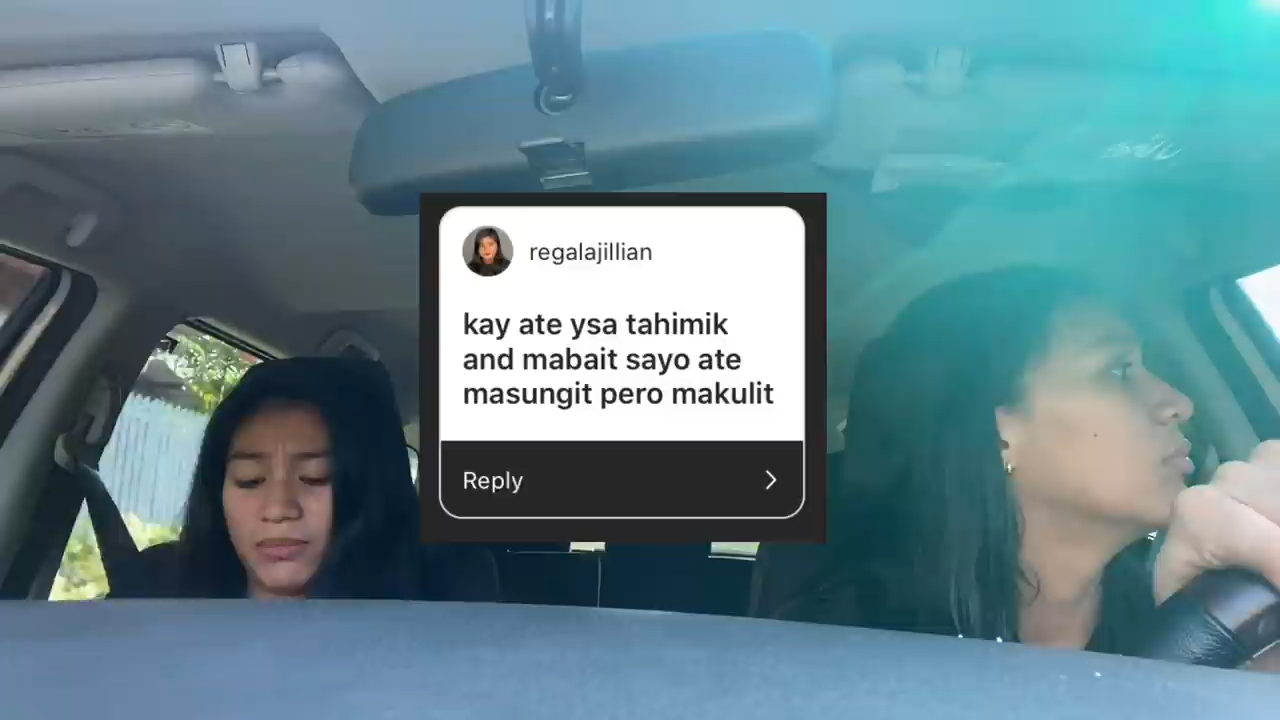 regalajillian
kay ate ysa tahimik
and mabait sayo ate
masungit pero makulit
Reply